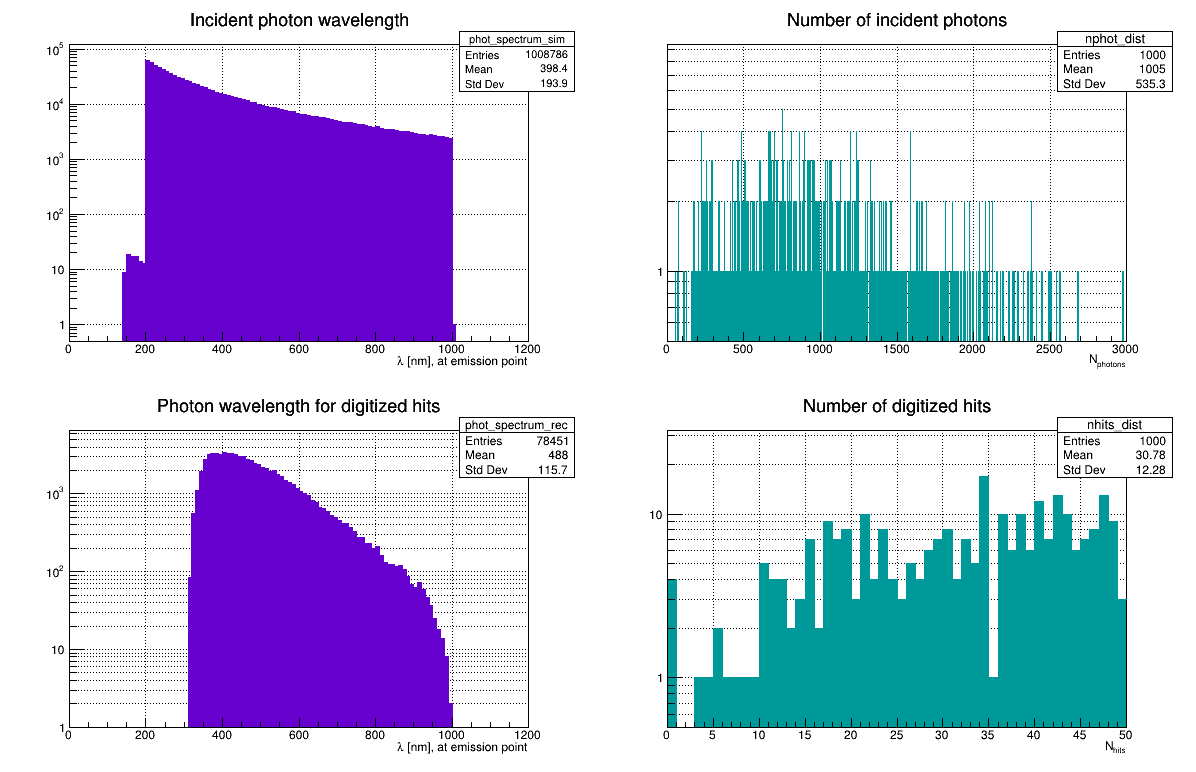 Incident photon wavelength
phot_spectrum_sim
Entries 1008786
Mean 398.4
Std Dev 193.9
10^5
10^4
10^3
10^2
10
1
0 200 400 600 800 1000 1200
λ [nm], at emission point
Number of incident photons
nphot_dist
Entries 1000
Mean 1005
Std Dev 535.3
1
0 500 1000 1500 2000 2500 3000
N_photons
Photon wavelength for digitized hits
phot_spectrum_rec
Entries 78451
Mean 488
Std Dev 115.7
10^3
10^2
10
1
0 200 400 600 800 1000 1200
λ [nm], at emission point
Number of digitized hits
nhits_dist
Entries 1000
Mean 30.78
Std Dev 12.28
10
1
0 5 10 15 20 25 30 35 40 45 50
N_hits